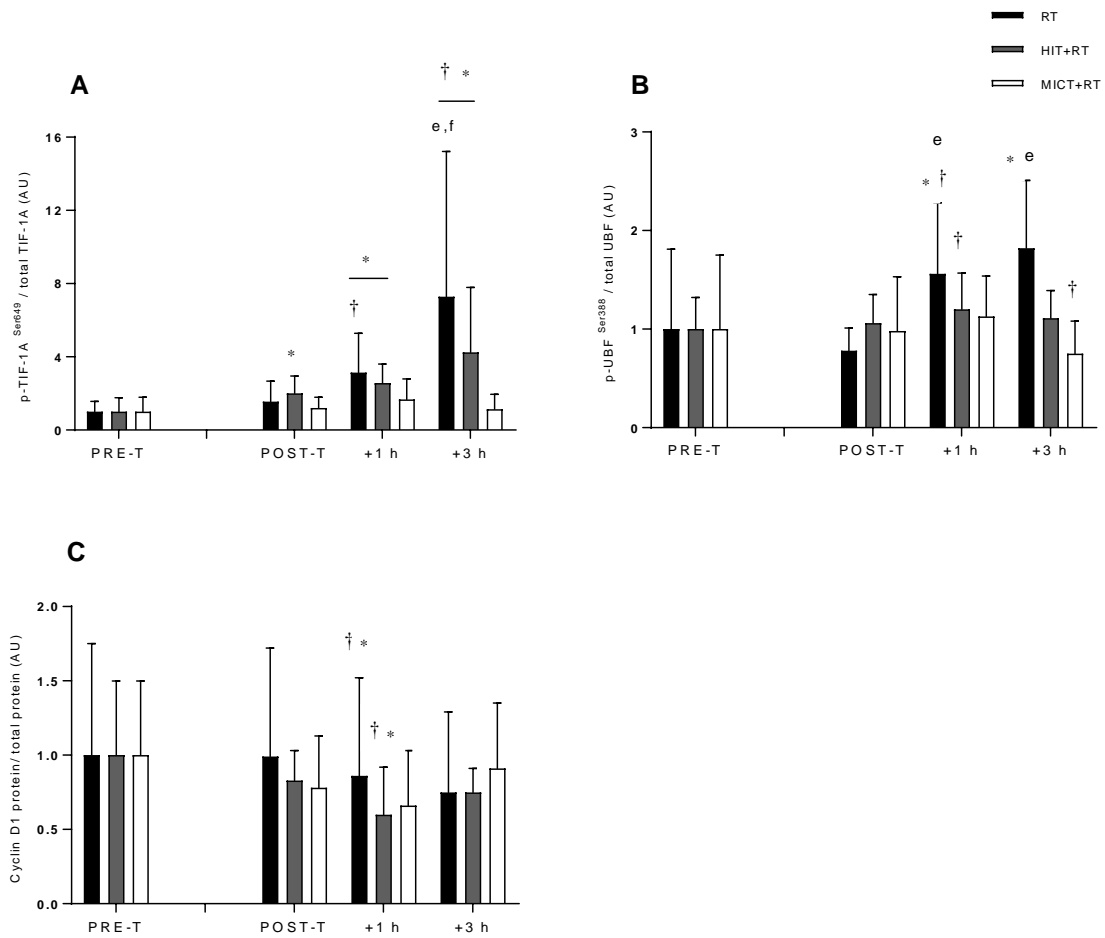 RT
HIT+RT
MICT+RT
A
† *
e,f
*
†
*
p-TIF-1A Ser649 / total TIF-1A (AU)
16
12
8
4
0
PRE-T
POST-T
+1 h
+3 h
B
e
* †
‡
* e
‡
p-UBF Ser388 / total UBF (AU)
3
2
1
0
PRE-T
POST-T
+1 h
+3 h
C
† *
† *
Cyclin D1 protein/ total protein (AU)
2.0
1.5
1.0
0.5
0.0
PRE-T
POST-T
+1 h
+3 h